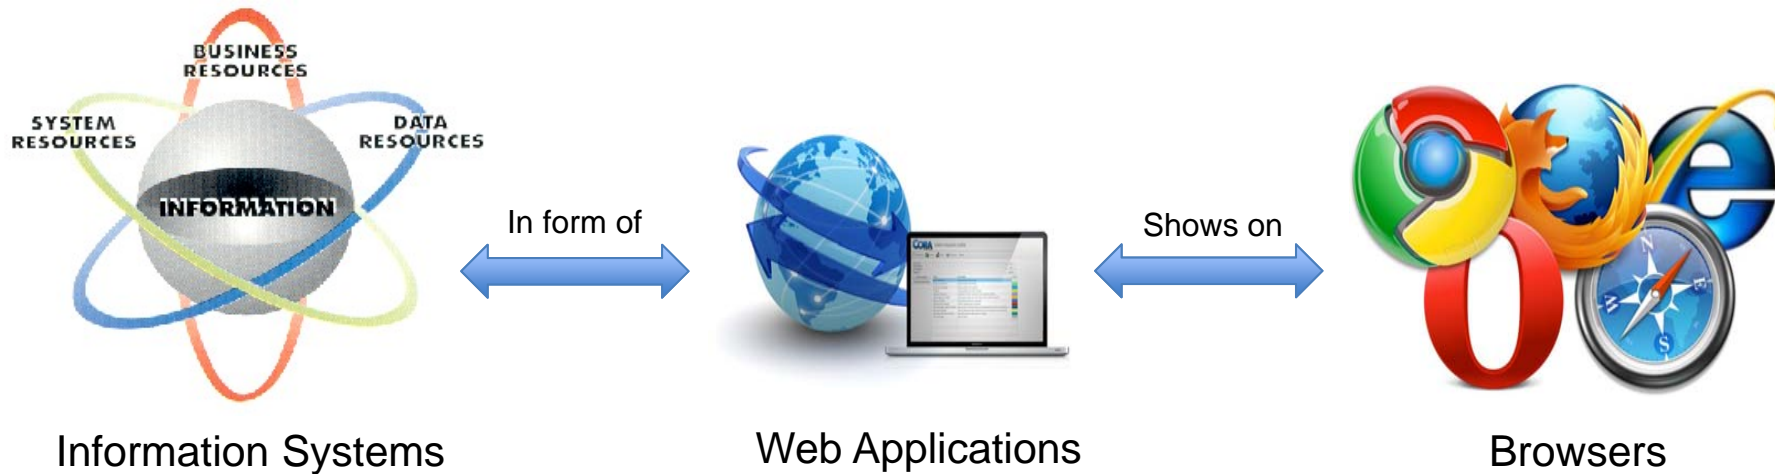 BUSINESS
RESOURCES
SYSTEM
RESOURCES
DATA
RESOURCES
INFORMATION
In form of
Shows on
N
E
W
S
Information Systems
Web Applications
Browsers